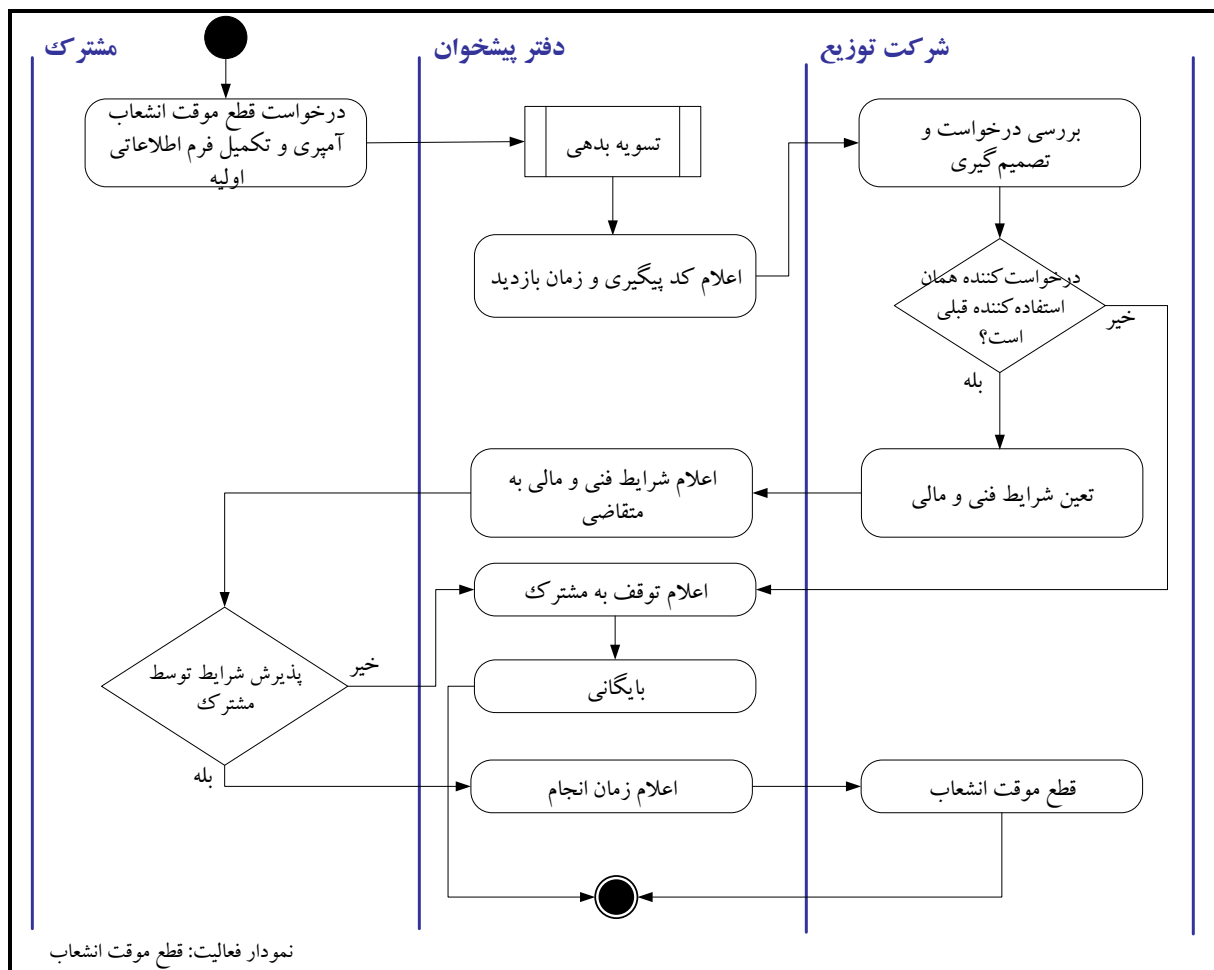 مشترك
دفتر پیشخوان
شرکت توزیع
درخواست قطع موقت انشعاب
آمپری و تکمیل فرم اطلاعاتی
اولیه
تسویه بدهی
بررسی درخواست و
تصمیم‌گیری
اعلام کد پیگیری و زمان بازدید
درخواست‌کننده همان
استفاده‌کننده قبلی
است؟
خیر
بله
تعین شرایط فنی و مالی
اعلام شرایط فنی و مالی به
متقاضی
اعلام توقف به مشترك
پذیرش شرایط توسط
مشترك
خیر
بله
بایگانی
اعلام زمان انجام
قطع موقت انشعاب
نمودار فعالیت: قطع موقت انشعاب